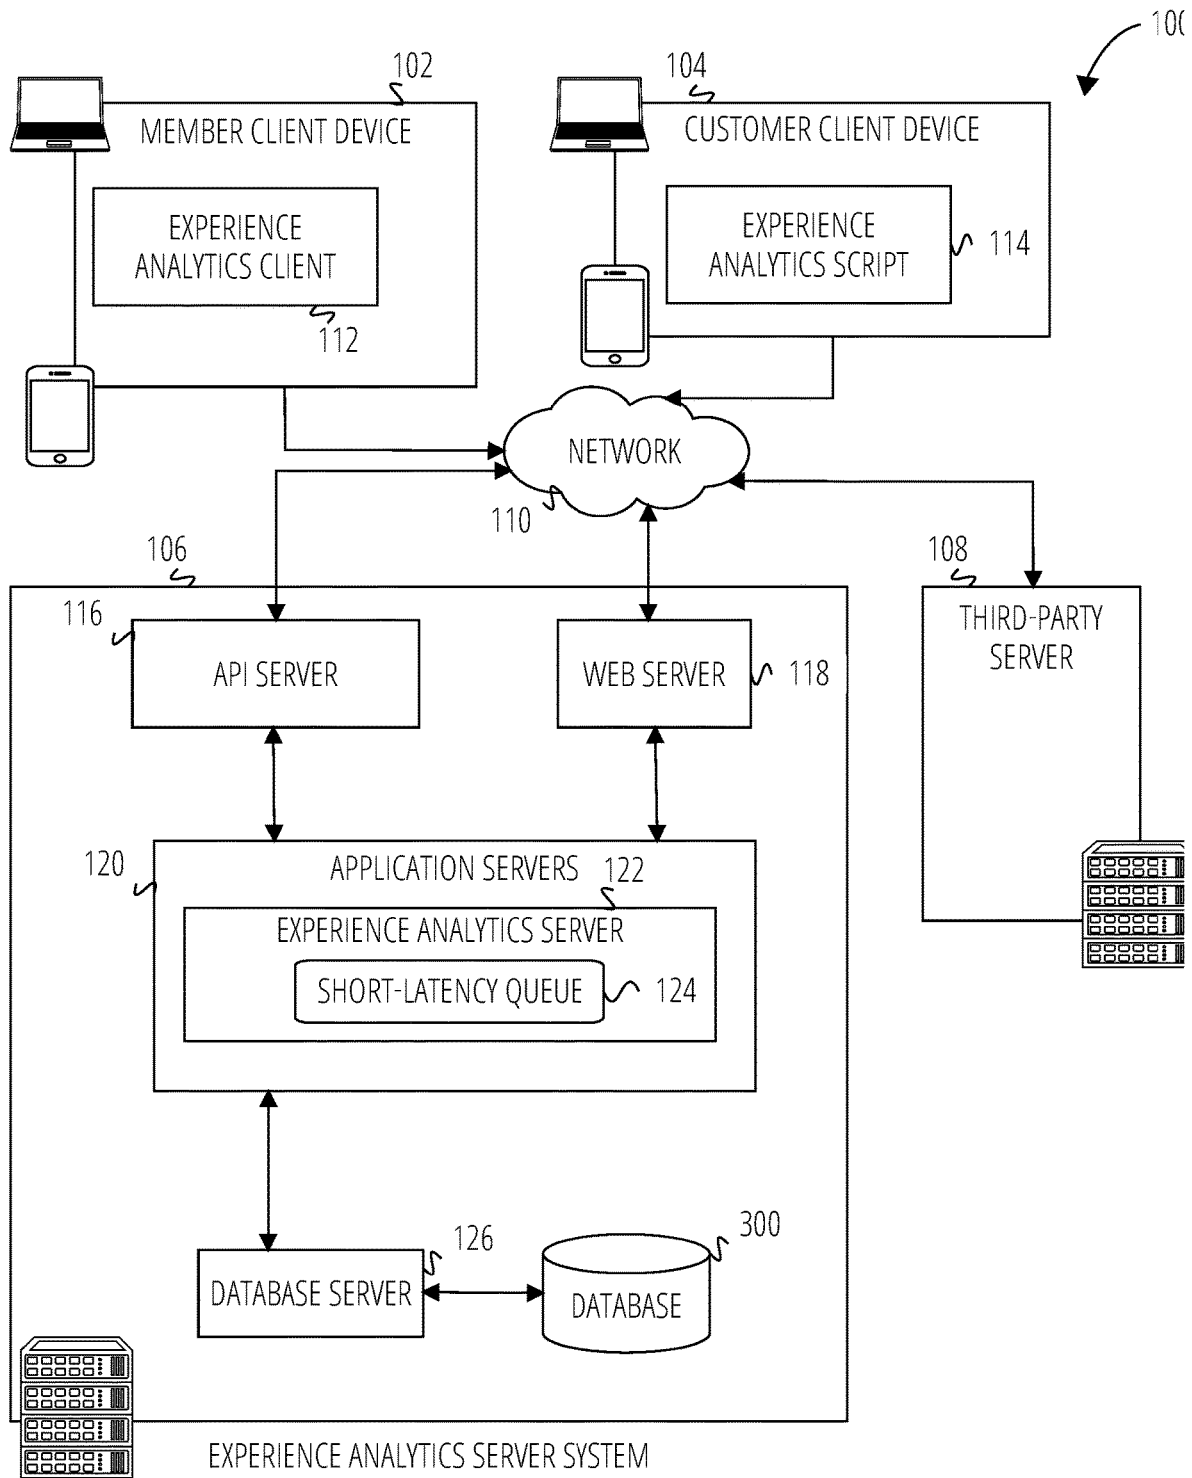 100
102
104
MEMBER CLIENT DEVICE
CUSTOMER CLIENT DEVICE
EXPERIENCE
ANALYTICS CLIENT
112
EXPERIENCE
ANALYTICS SCRIPT
114
NETWORK
110
106
108
116
API SERVER
WEB SERVER
118
THIRD-PARTY
SERVER
120
APPLICATION SERVERS
122
EXPERIENCE ANALYTICS SERVER
SHORT-LATENCY QUEUE
124
126
300
DATABASE SERVER
DATABASE
EXPERIENCE ANALYTICS SERVER SYSTEM